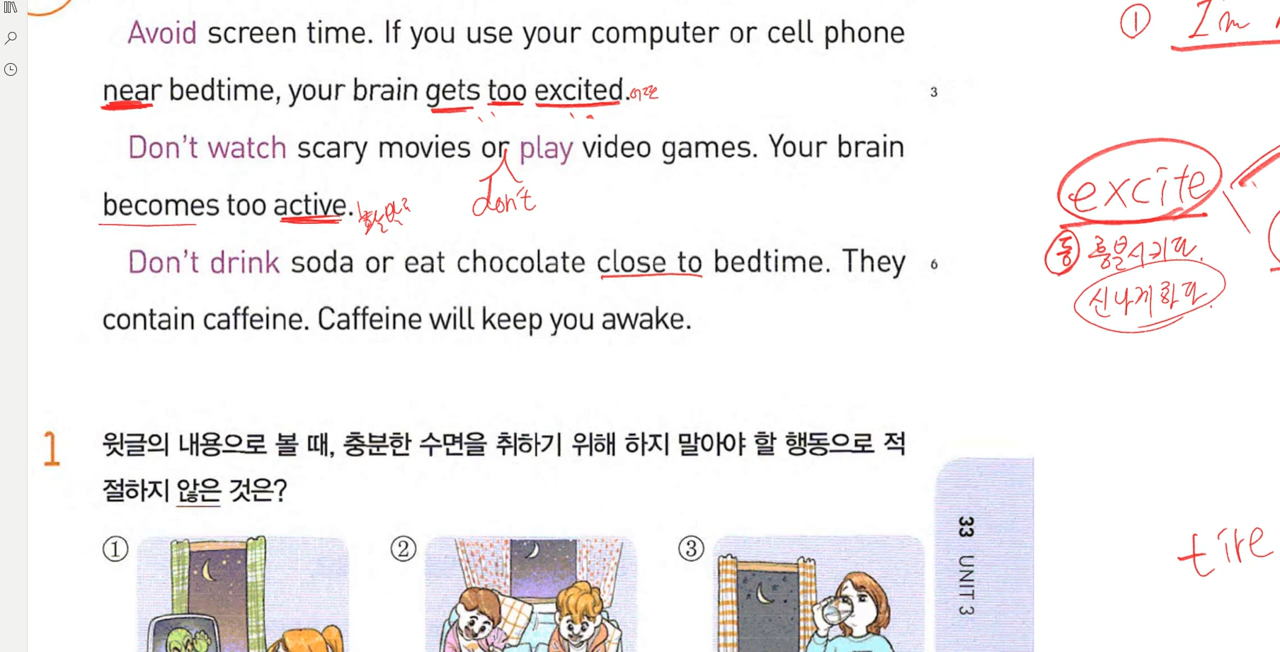 Avoid screen time. If you use your computer or cell phone
near bedtime, your brain gets too excited.
3
Don't watch scary movies or play video games. Your brain
becomes too active.
don't
Don't drink soda or eat chocolate close to bedtime. They
6
contain caffeine. Caffeine will keep you awake.
① I'm
excite
동 흥분시키다.
신나게하다.
1 윗글의 내용으로 볼 때, 충분한 수면을 취하기 위해 하지 말아야 할 행동으로 적
절하지 않은 것은?
① ② ③
33 UNIT 3
tire